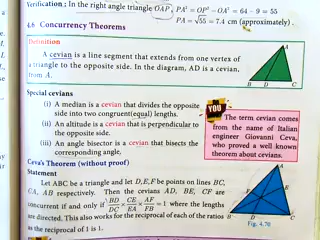 Verification: In the right angle triangle OAP, PA² = OP² – OA² = 64 – 9 = 55
PA = √55 = 7.4 cm (approximately).
4.6 Concurrency Theorems
Definition
A cevian is a line segment that extends from one vertex of
a triangle to the opposite side. In the diagram, AD is a cevian,
from A.
A
B D C
Special cevians
(i) A median is a cevian that divides the opposite
side into two congruent(equal) lengths.
(ii) An altitude is a cevian that is perpendicular to
the opposite side.
(iii) An angle bisector is a cevian that bisects the
corresponding angle.
YOU
The term cevian comes
from the name of Italian
engineer Giovanni Ceva,
who proved a well known
theorem about cevians.
Ceva's Theorem (without proof)
Statement
Let ABC be a triangle and let D,E,F be points on lines BC,
CA, AB respectively. Then the cevians AD, BE, CF are
concurrent if and only if BD/DC × CE/EA × AF/FB = 1 where the lengths
are directed. This also works for the reciprocal of each of the ratios
as the reciprocal of 1 is 1.
A
F
E
B D C
Fig. 4.70